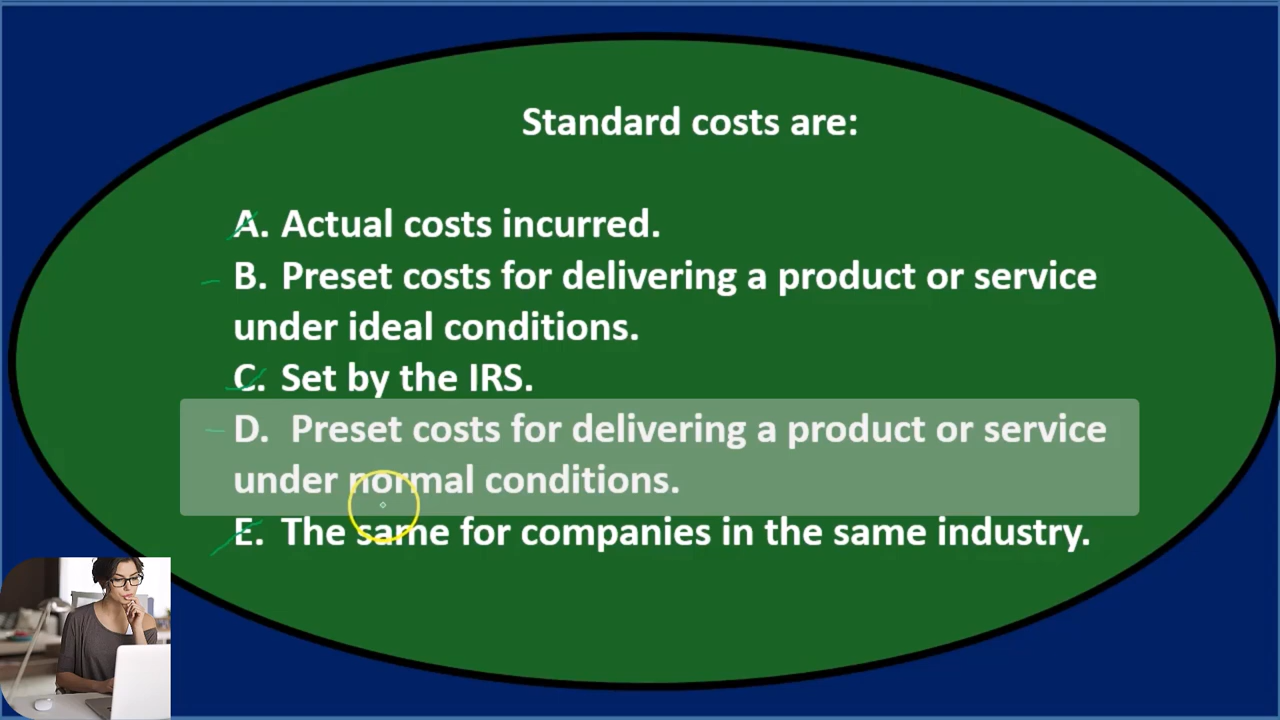 Standard costs are:
A. Actual costs incurred.
B. Preset costs for delivering a product or service
under ideal conditions.
C. Set by the IRS.
D. Preset costs for delivering a product or service
under normal conditions.
E. The same for companies in the same industry.